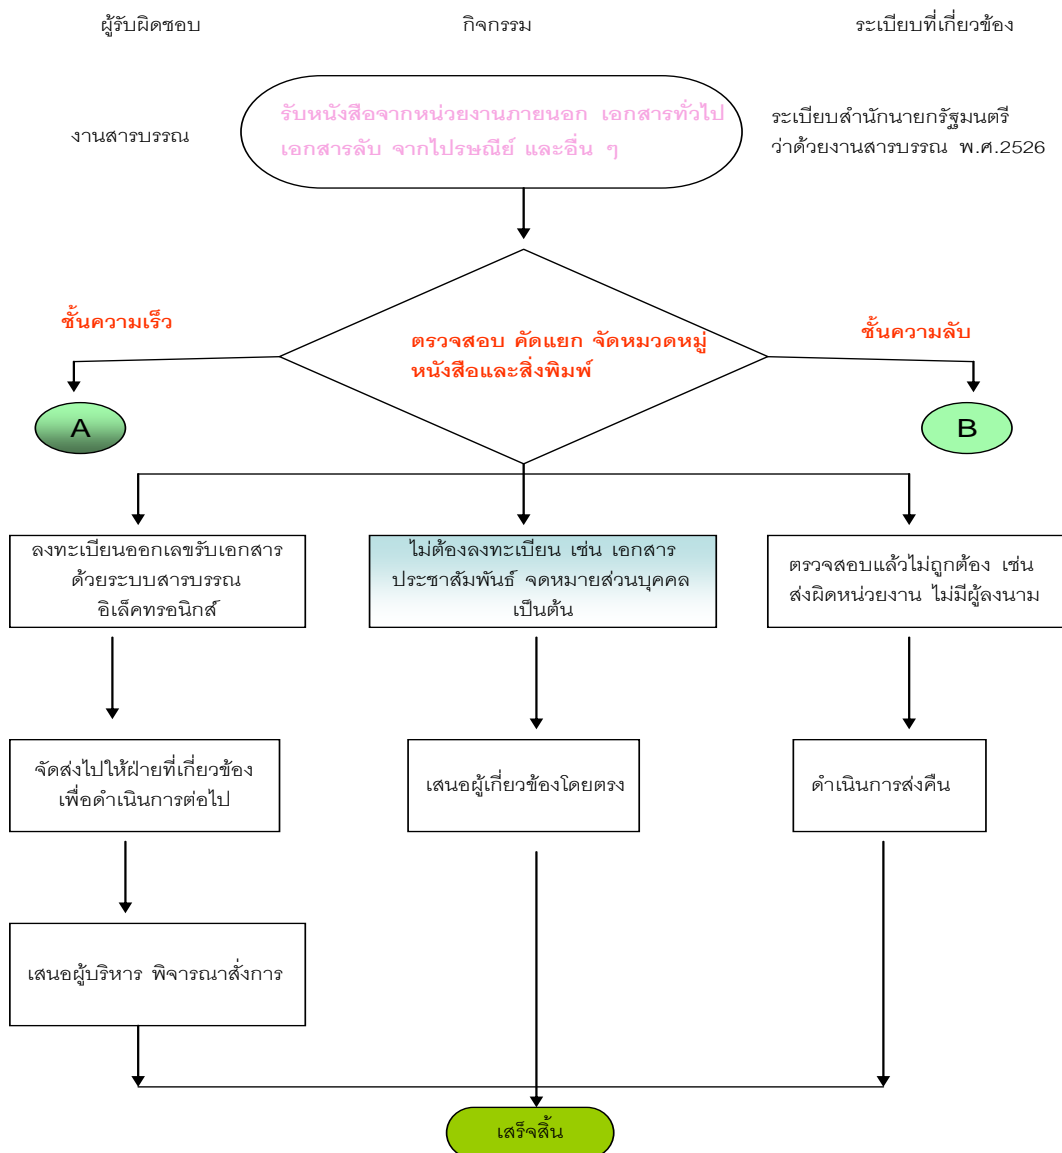 ผู้รับผิดชอบ
กิจกรรม
ระเบียบที่เกี่ยวข้อง
งานสารบรรณ
รับหนังสือจากหน่วยงานภายนอก เอกสารทั่วไป
เอกสารลับ จากไปรษณีย์ และอื่น ๆ
ระเบียบสำนักนายกรัฐมนตรี
ว่าด้วยงานสารบรรณ พ.ศ.2526
ชั้นความเร็ว
ตรวจสอบ คัดแยก จัดหมวดหมู่
หนังสือและสิ่งพิมพ์
ชั้นความลับ
A
B
ลงทะเบียนออกเลขรับเอกสาร
ด้วยระบบสารบรรณ
อิเล็คทรอนิกส์
ไม่ต้องลงทะเบียน เช่น เอกสาร
ประชาสัมพันธ์ จดหมายส่วนบุคคล
เป็นต้น
ตรวจสอบแล้วไม่ถูกต้อง เช่น
ส่งผิดหน่วยงาน ไม่มีผู้ลงนาม
จัดส่งไปให้ฝ่ายที่เกี่ยวข้อง
เพื่อดำเนินการต่อไป
เสนอผู้เกี่ยวข้องโดยตรง
ดำเนินการส่งคืน
เสนอผู้บริหาร พิจารณาสั่งการ
เสร็จสิ้น